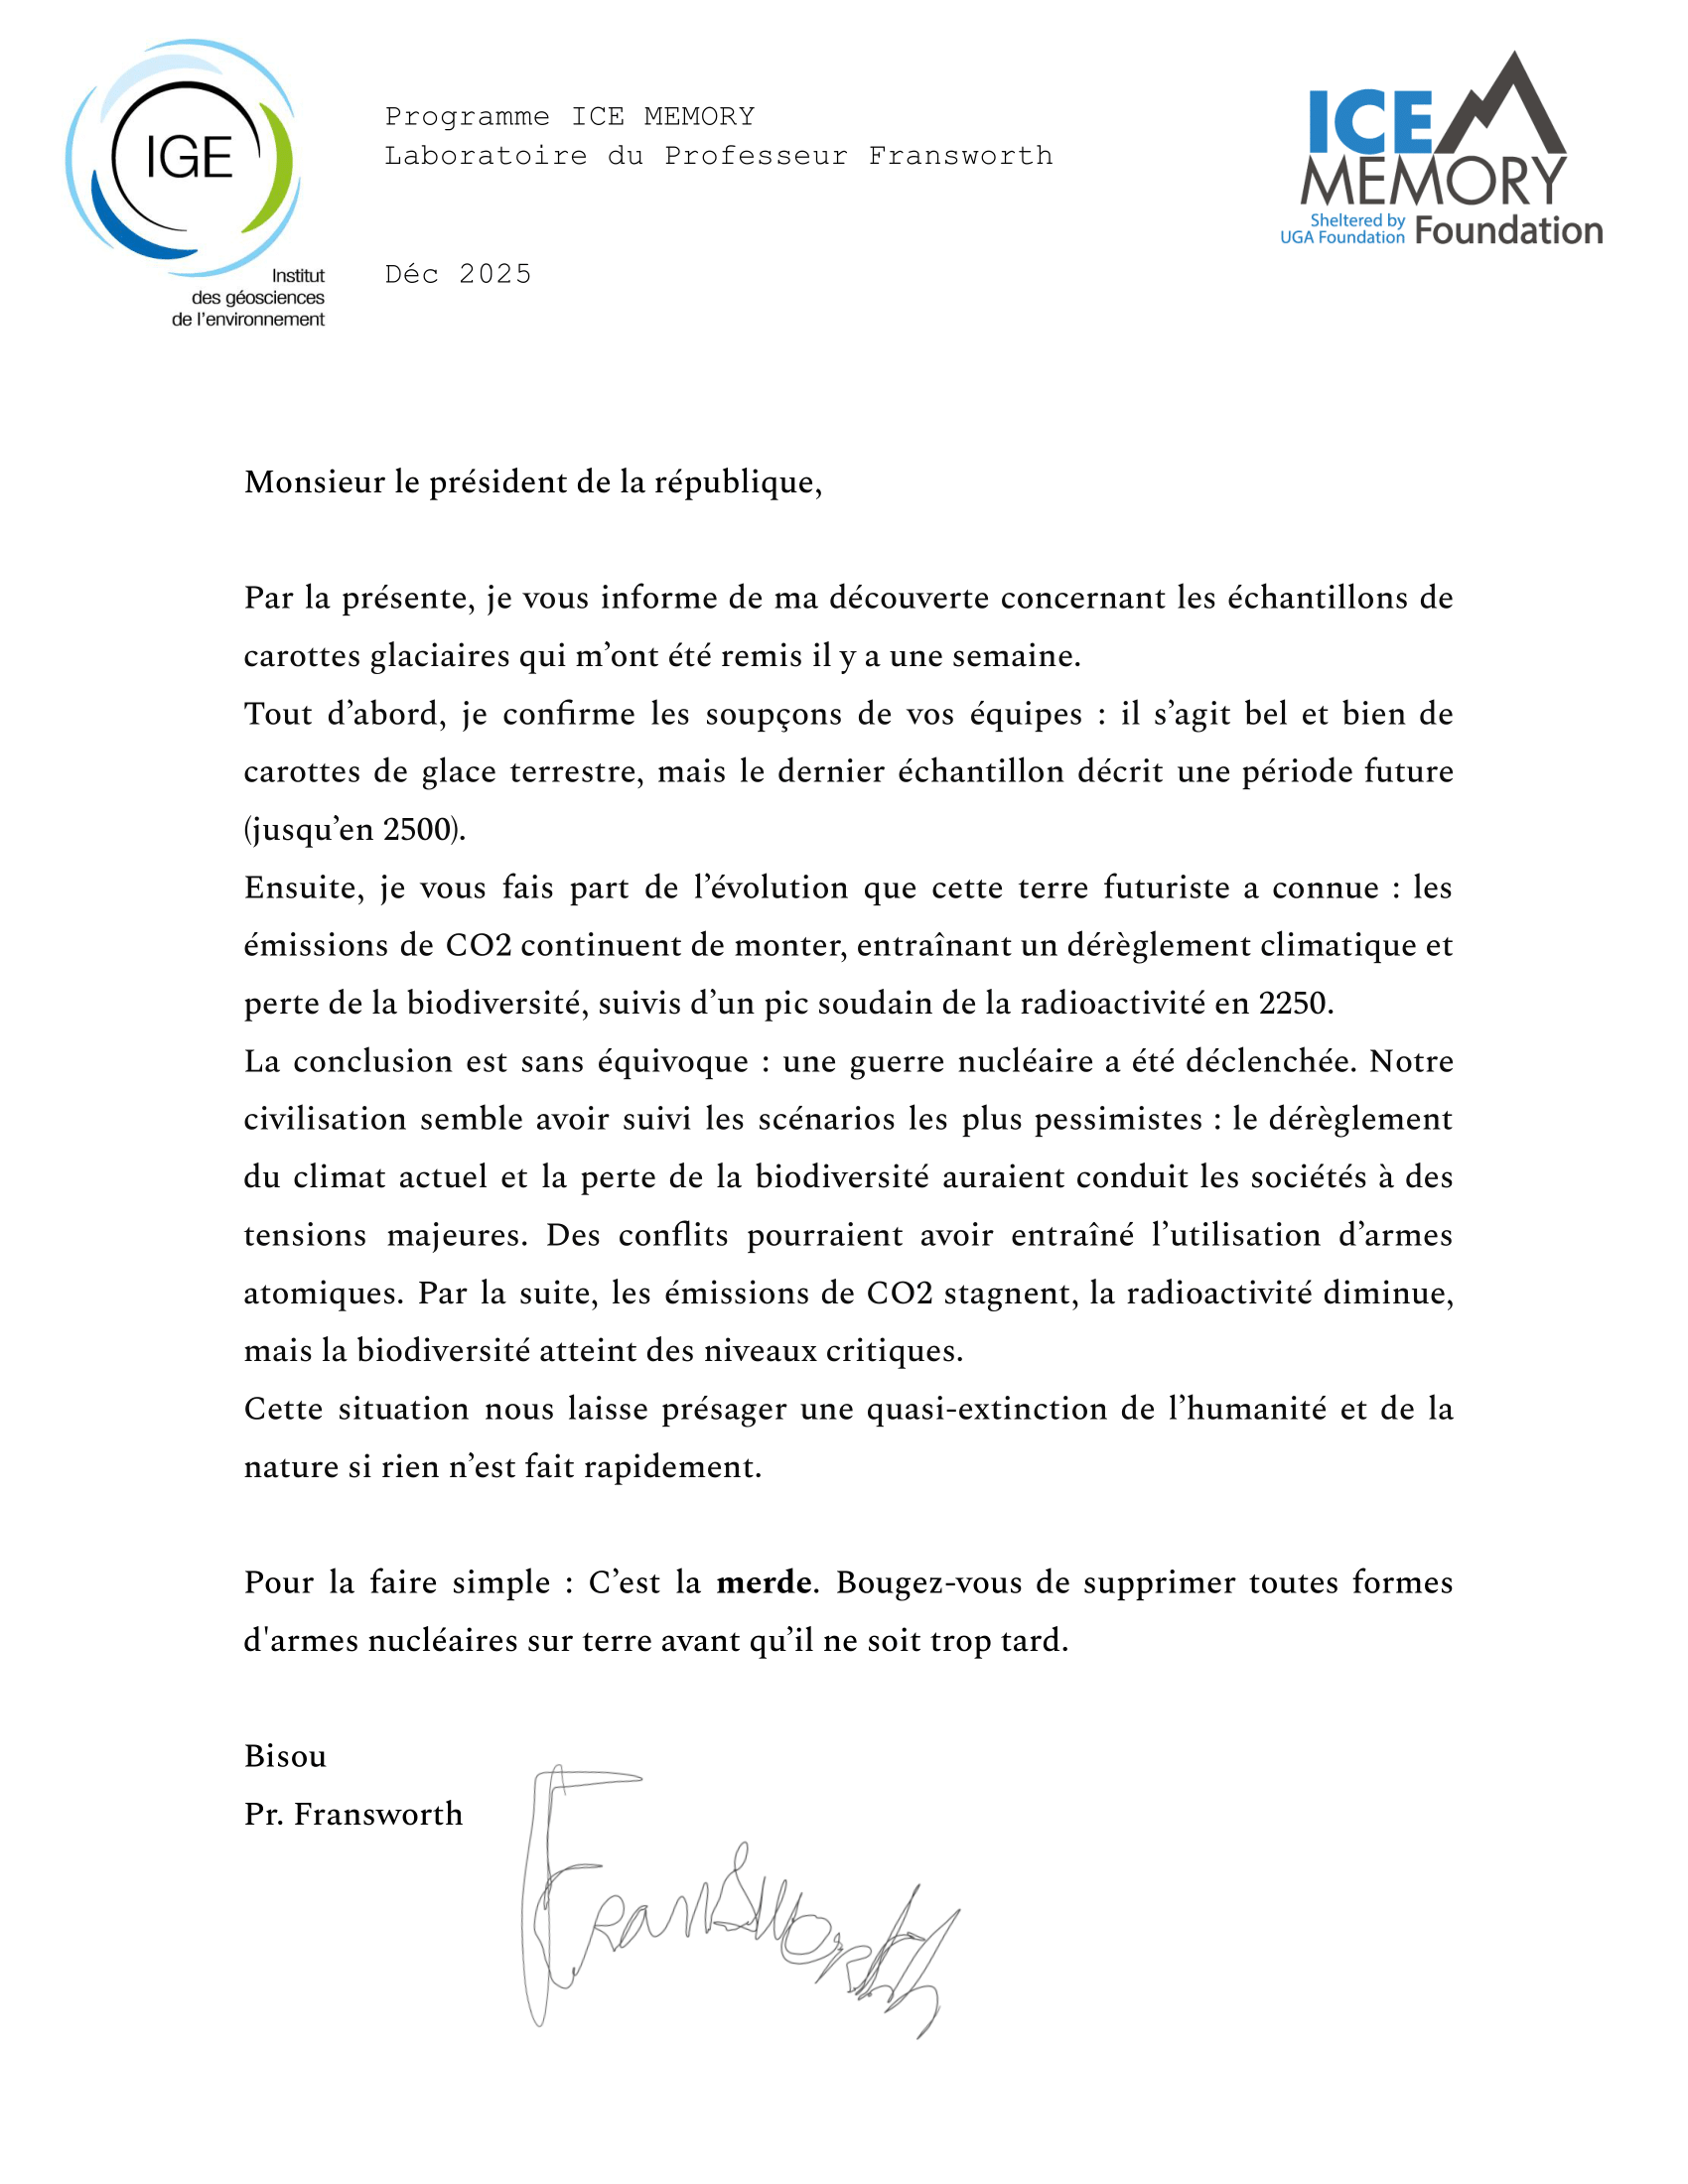 IGE
Institut
des géosciences
de l'environnement
Programme ICE MEMORY
Laboratoire du Professeur Fransworth
Déc 2025
ICE
MEMORY
Sheltered by
UGA Foundation Foundation
Monsieur le président de la république,
Par la présente, je vous informe de ma découverte concernant les échantillons de
carottes glaciaires qui m’ont été remis il y a une semaine.
Tout d’abord, je confirme les soupçons de vos équipes : il s’agit bel et bien de
carottes de glace terrestre, mais le dernier échantillon décrit une période future
(jusqu’en 2500).
Ensuite, je vous fais part de l’évolution que cette terre futuriste a connue : les
émissions de CO2 continuent de monter, entraînant un dérèglement climatique et
perte de la biodiversité, suivis d’un pic soudain de la radioactivité en 2250.
La conclusion est sans équivoque : une guerre nucléaire a été déclenchée. Notre
civilisation semble avoir suivi les scénarios les plus pessimistes : le dérèglement
du climat actuel et la perte de la biodiversité auraient conduit les sociétés à des
tensions majeures. Des conflits pourraient avoir entraîné l’utilisation d’armes
atomiques. Par la suite, les émissions de CO2 stagnent, la radioactivité diminue,
mais la biodiversité atteint des niveaux critiques.
Cette situation nous laisse présager une quasi-extinction de l’humanité et de la
nature si rien n’est fait rapidement.
Pour la faire simple : C’est la merde. Bougez-vous de supprimer toutes formes
d'armes nucléaires sur terre avant qu’il ne soit trop tard.
Bisou
Pr. Fransworth
Fransworth